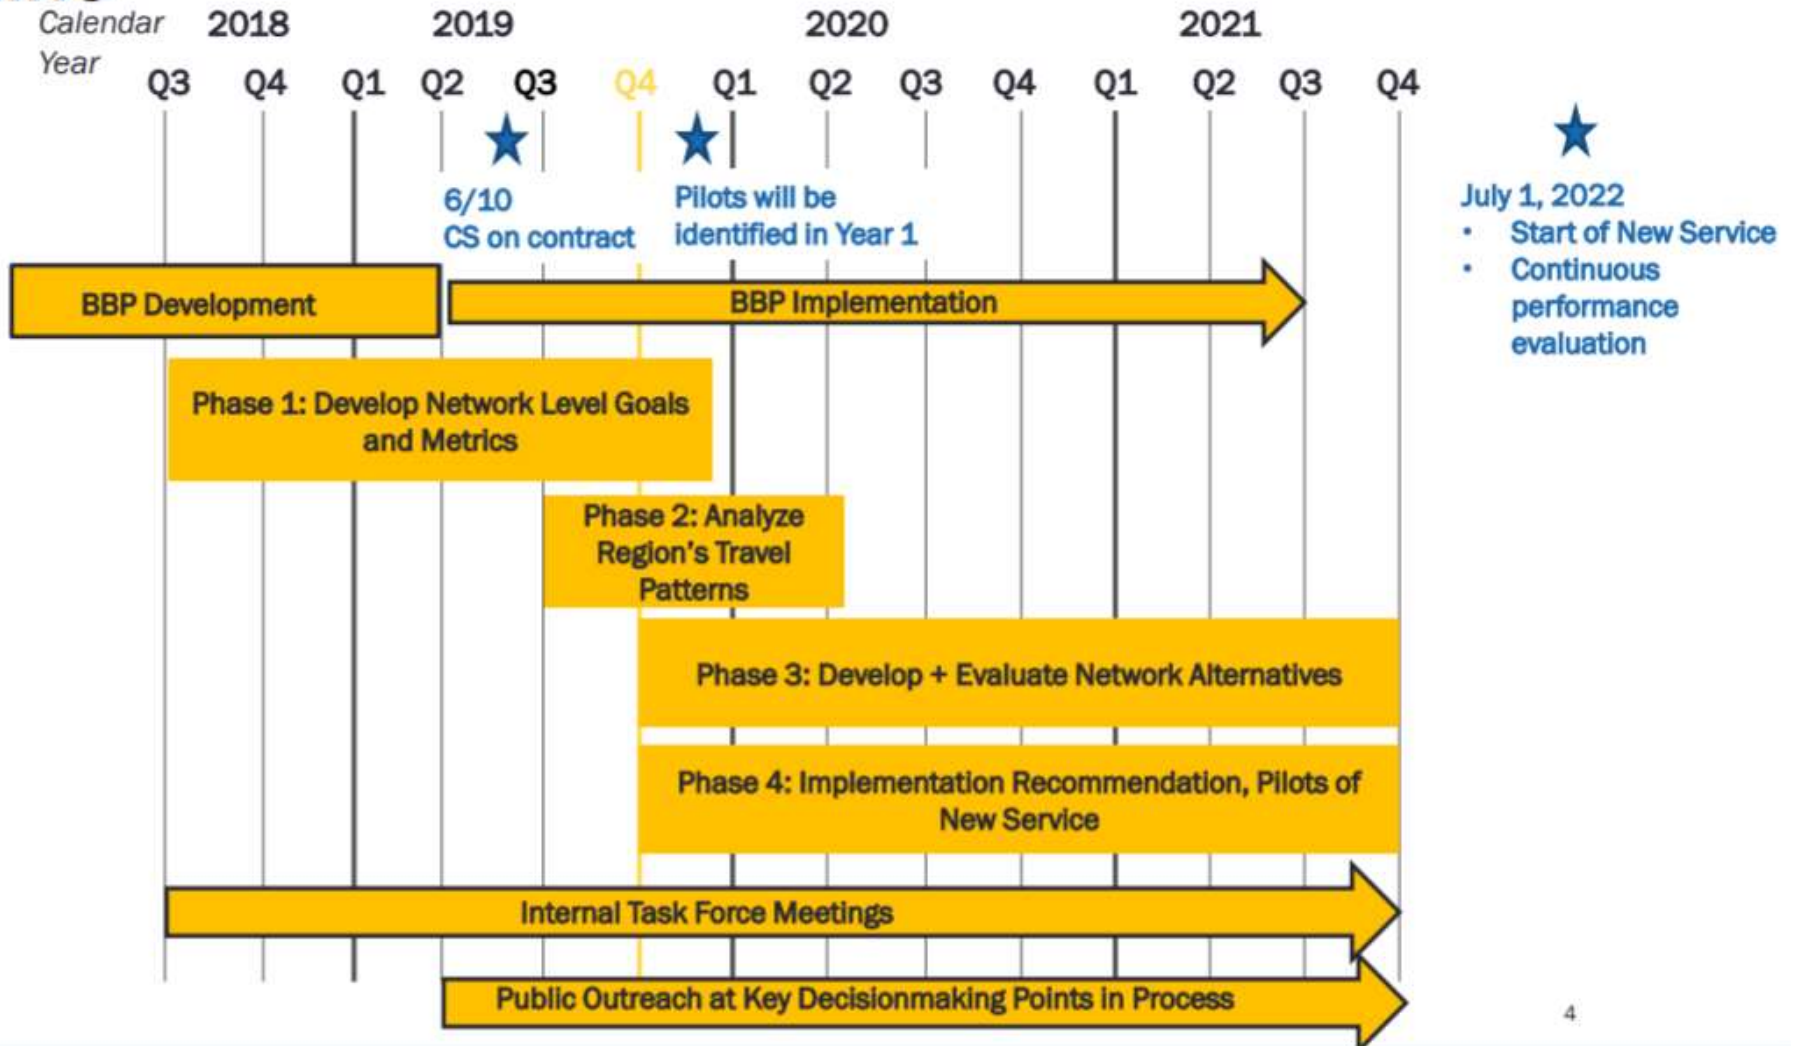 Calendar 2018 2019 2020 2021
Year
Q3 Q4 Q1 Q2 Q3 Q4 Q1 Q2 Q3 Q4 Q1 Q2 Q3 Q4
6/10
CS on contract
Pilots will be
identified in Year 1
July 1, 2022
• Start of New Service
• Continuous
performance
evaluation
BBP Development
BBP Implementation
Phase 1: Develop Network Level Goals
and Metrics
Phase 2: Analyze
Region's Travel
Patterns
Phase 3: Develop + Evaluate Network Alternatives
Phase 4: Implementation Recommendation, Pilots of
New Service
Internal Task Force Meetings
Public Outreach at Key Decisionmaking Points in Process
4